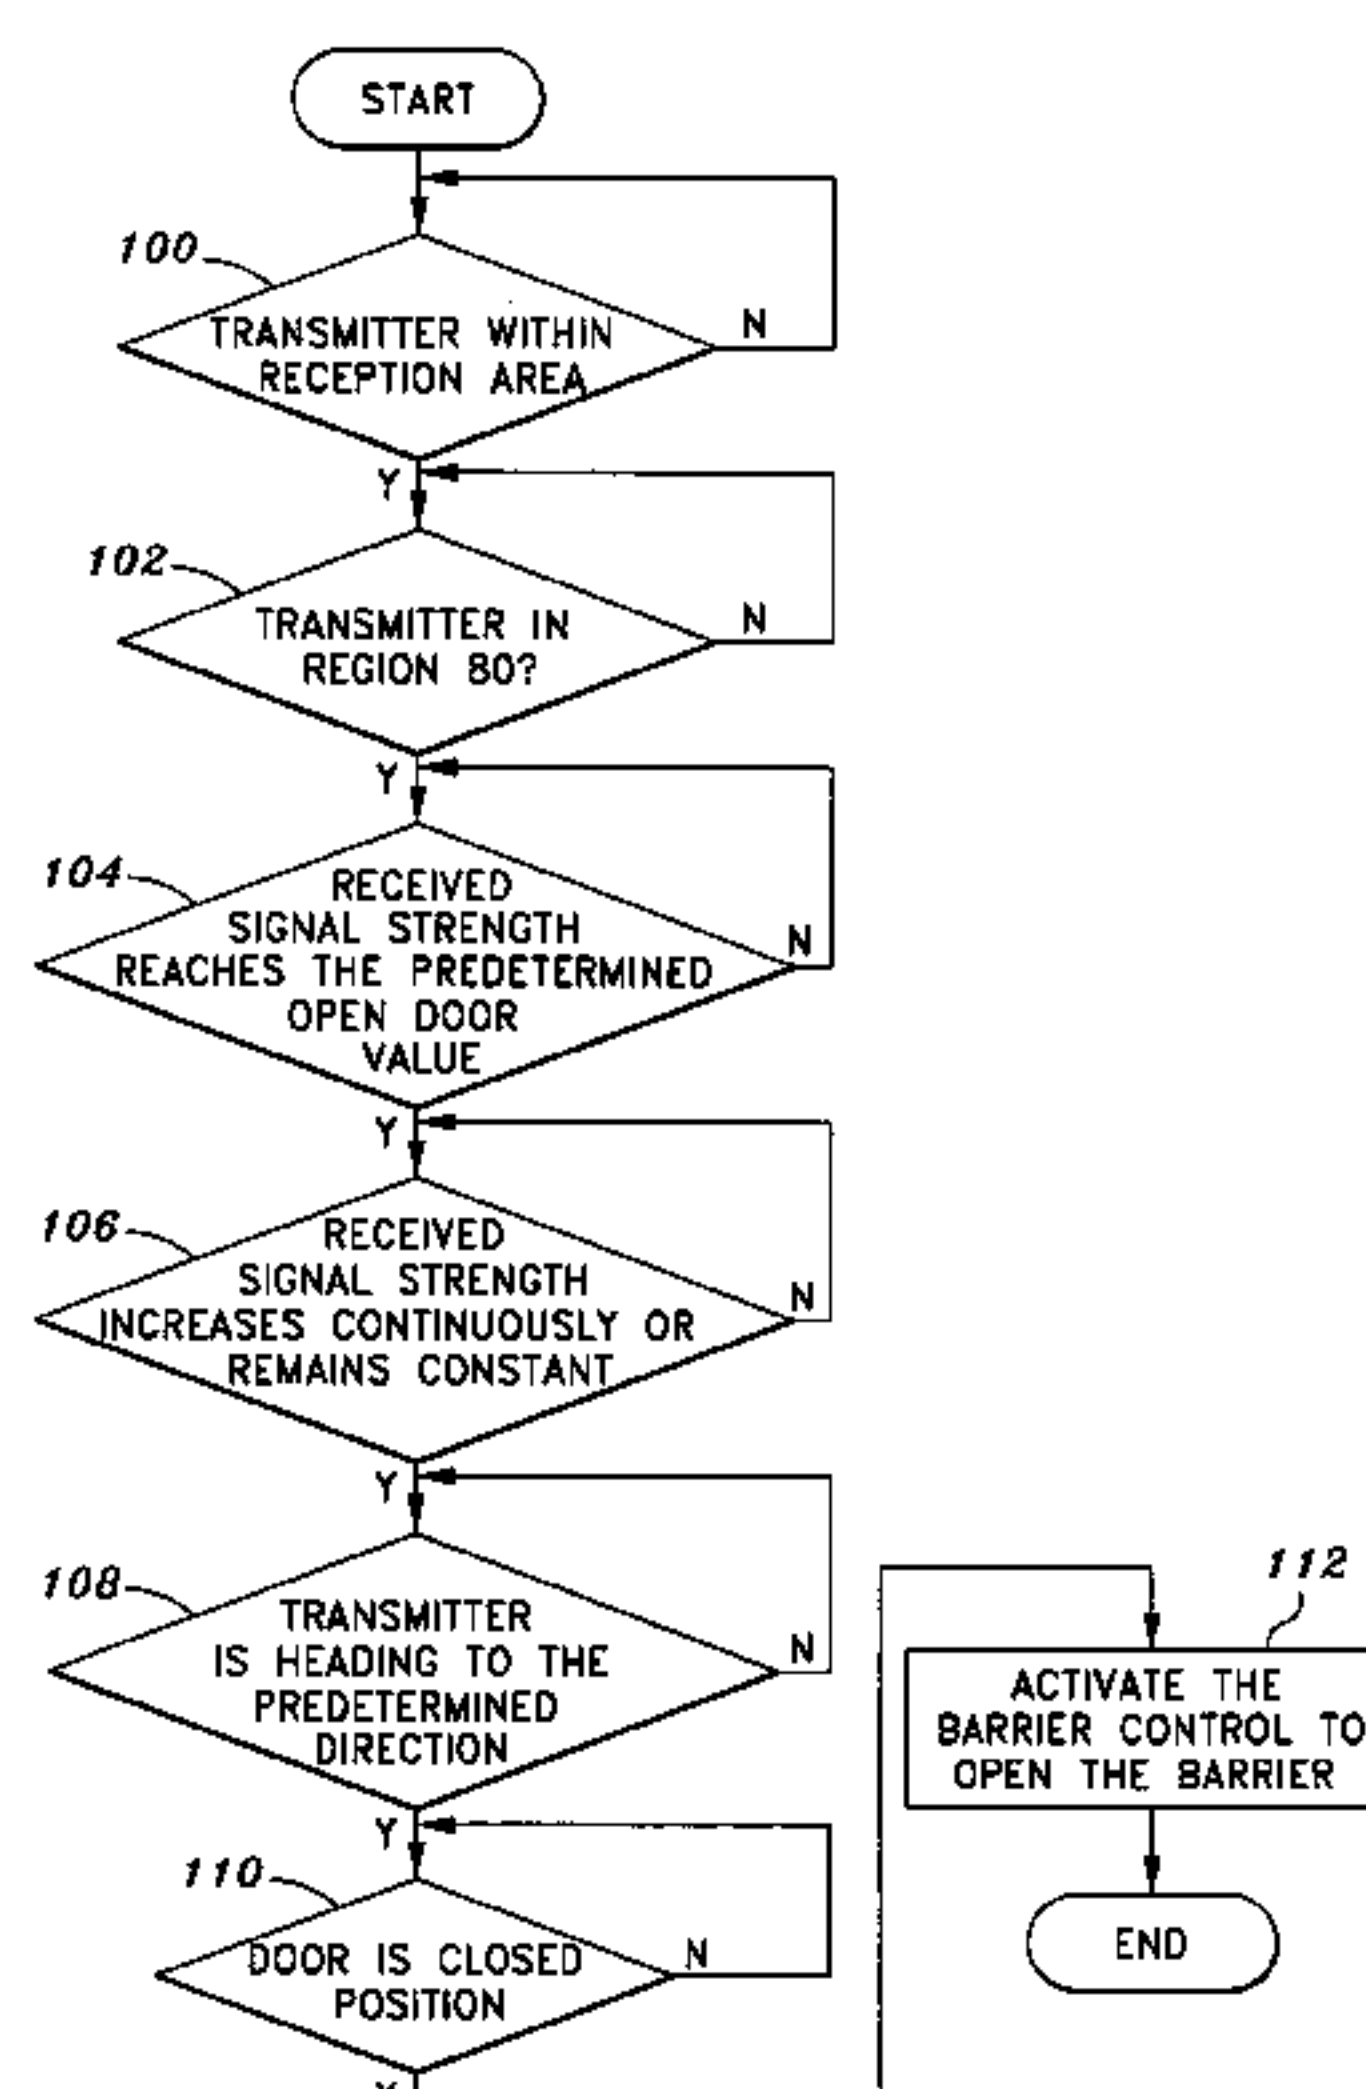 START
100
TRANSMITTER WITHIN
RECEPTION AREA
N
Y
102
TRANSMITTER IN
REGION 80?
N
Y
104
RECEIVED
SIGNAL STRENGTH
REACHES THE PREDETERMINED
OPEN DOOR
VALUE
N
Y
106
RECEIVED
SIGNAL STRENGTH
INCREASES CONTINUOUSLY OR
REMAINS CONSTANT
N
Y
108
TRANSMITTER
IS HEADING TO THE
PREDETERMINED
DIRECTION
N
Y
110
DOOR IS CLOSED
POSITION
N
Y
112
ACTIVATE THE
BARRIER CONTROL TO
OPEN THE BARRIER
END